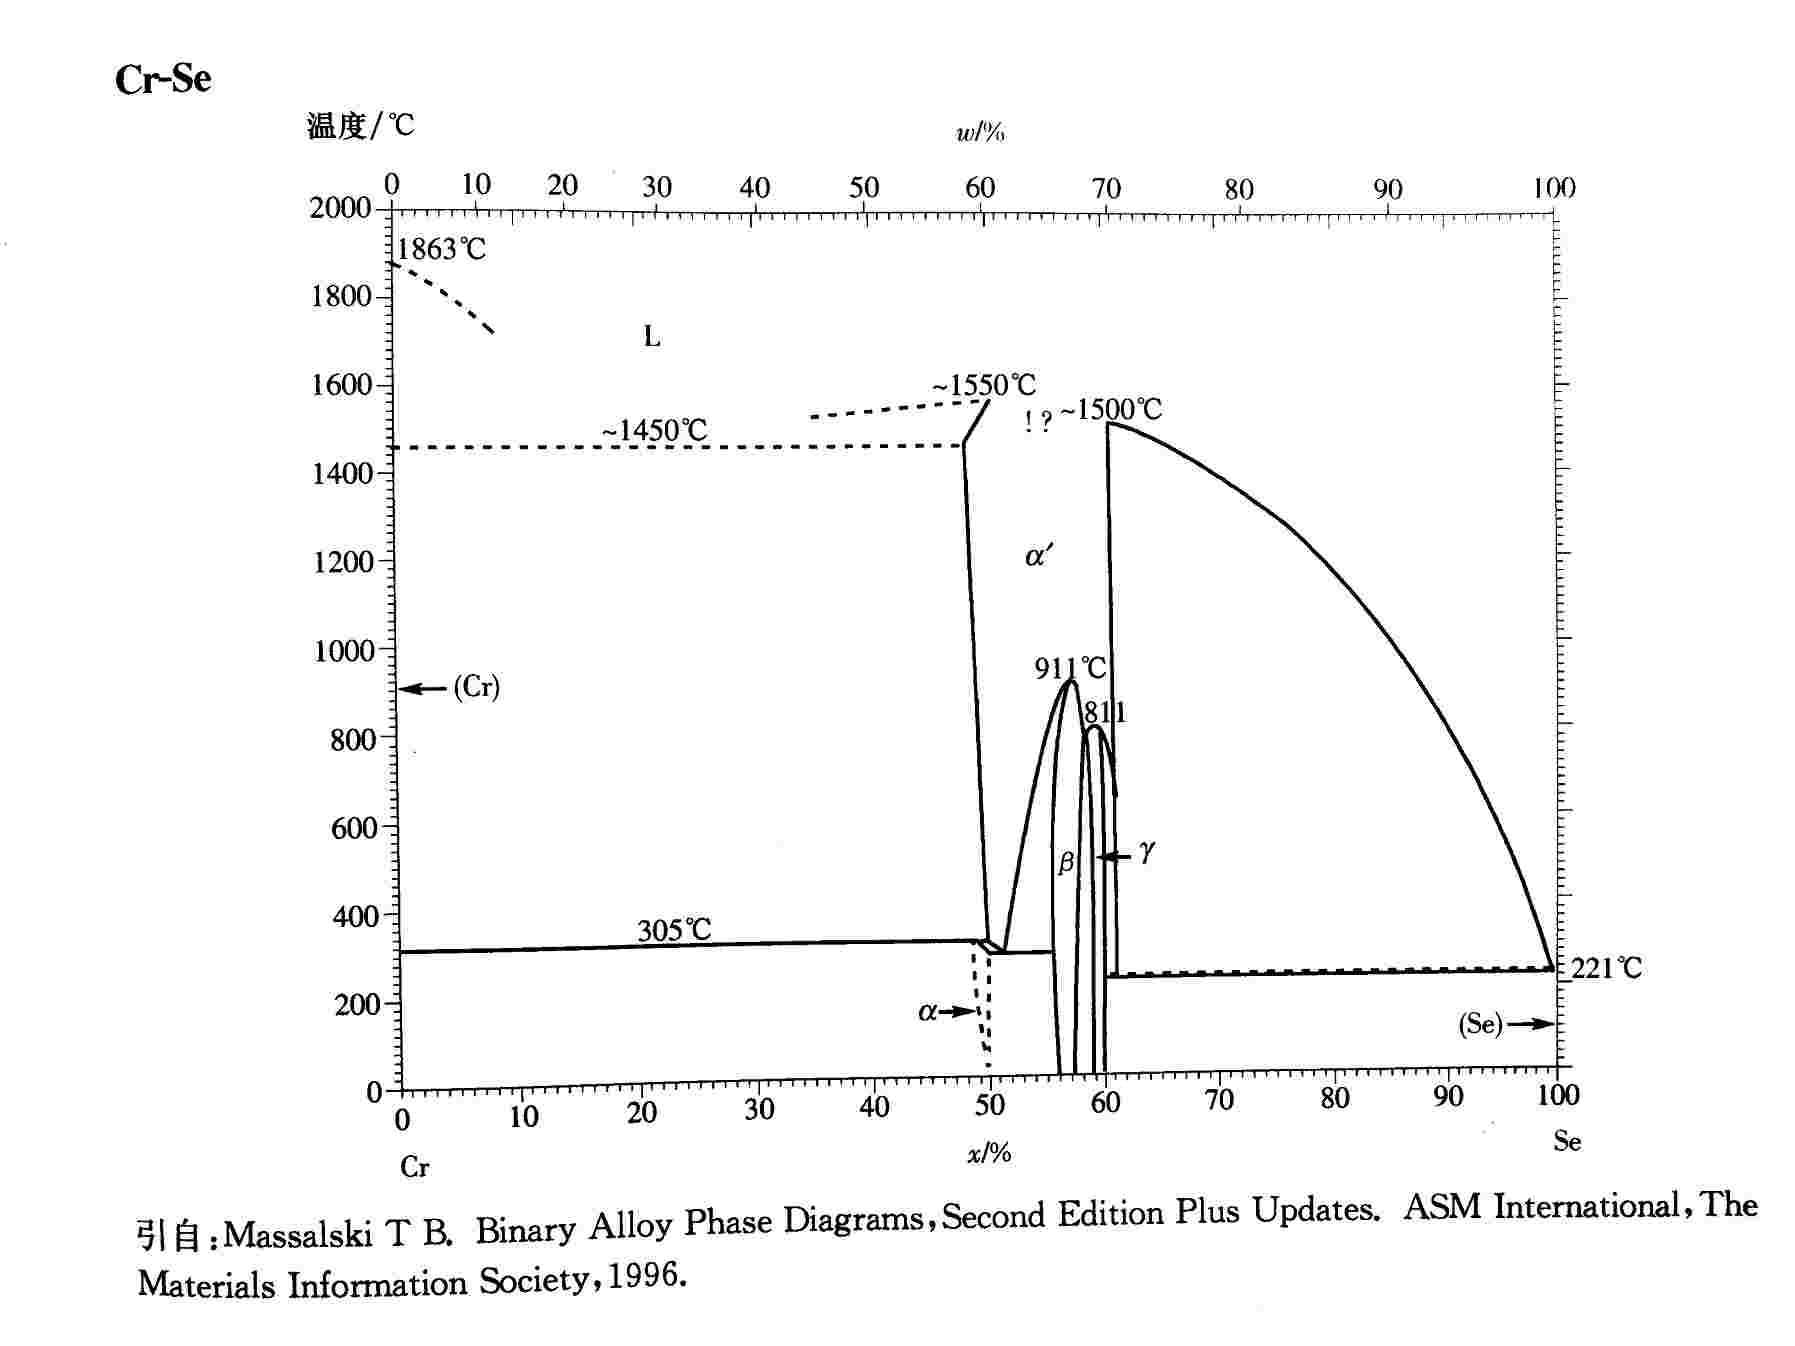 Cr-Se
温度/℃
w/%
0 10 20 30 40 50 60 70 80 90 100
2000
1863℃
1800
L
1600
~1550℃
!? ~1500℃
~1450℃
1400
1200
α′
1000
911℃
(Cr)
811
800
600
β
γ
400
305℃
221℃
200
α
(Se)
0
0 10 20 30 40 50 60 70 80 90 100
Cr
x/%
Se
引自:Massalski T B. Binary Alloy Phase Diagrams,Second Edition Plus Updates. ASM International,The
Materials Information Society,1996.